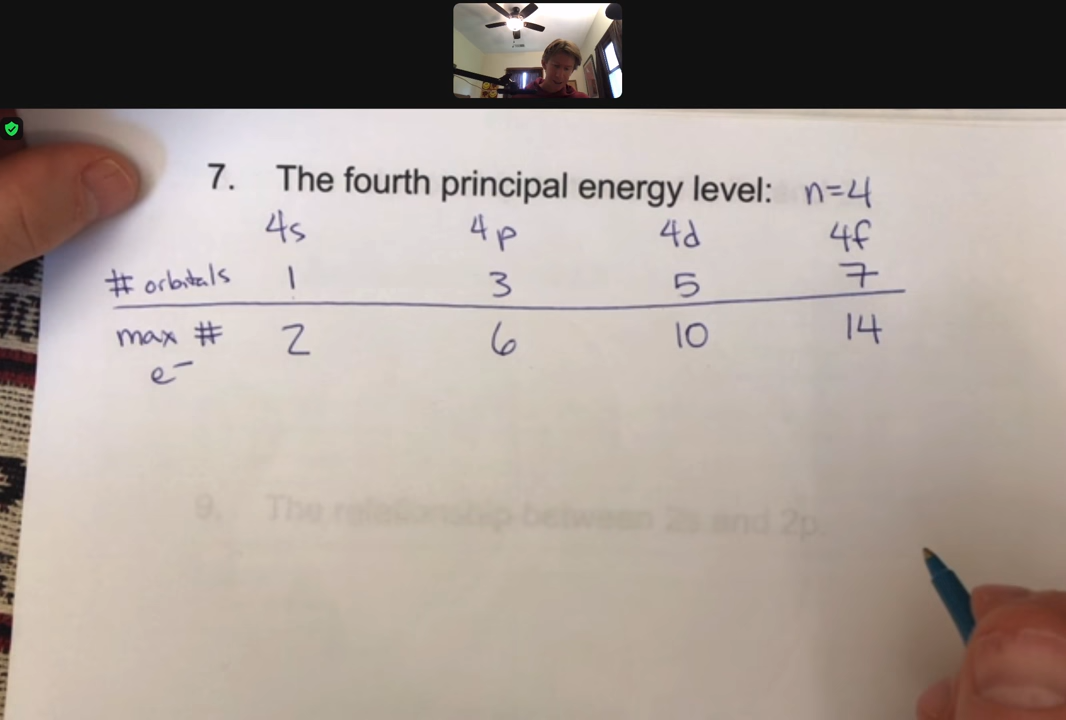 7. The fourth principal energy level: n=4
4s 4p 4d 4f
# orbitals 1 3 5 7
max # 2 6 10 14
e⁻
9. The relationship between 2s and 2p.